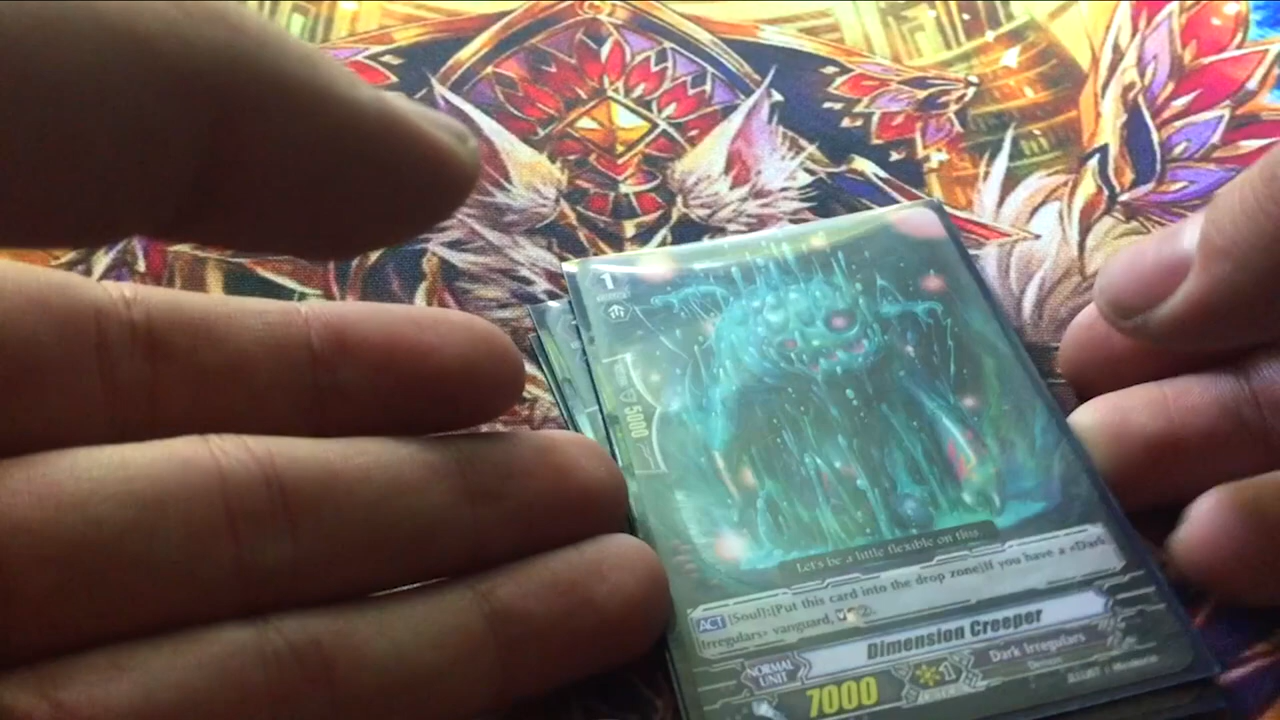 1
5000
Let's be a little flexible on this.
ACT [Soul]:[Put this card into the drop zone]If you have a «Dark
Irregulars» vanguard,
Dimension Creeper
NORMAL
UNIT
Dark Irregulars
Demon
7000
1